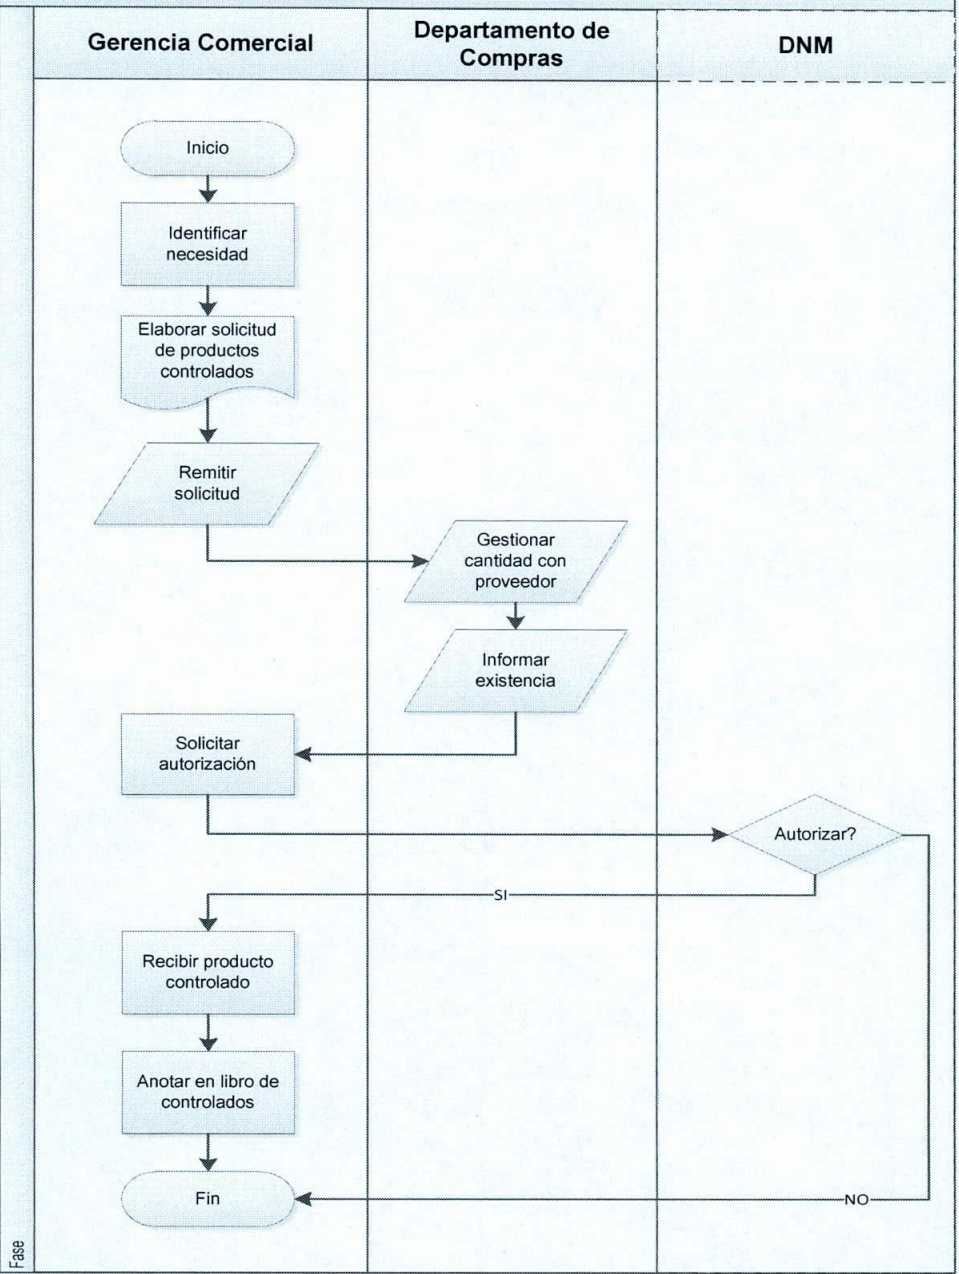 Gerencia Comercial
Departamento de
Compras
DNM
Inicio
Identificar
necesidad
Elaborar solicitud
de productos
controlados
Remitir
solicitud
Gestionar
cantidad con
proveedor
Informar
existencia
Solicitar
autorización
Autorizar?
SI
Recibir producto
controlado
Anotar en libro de
controlados
Fin
NO
Fase